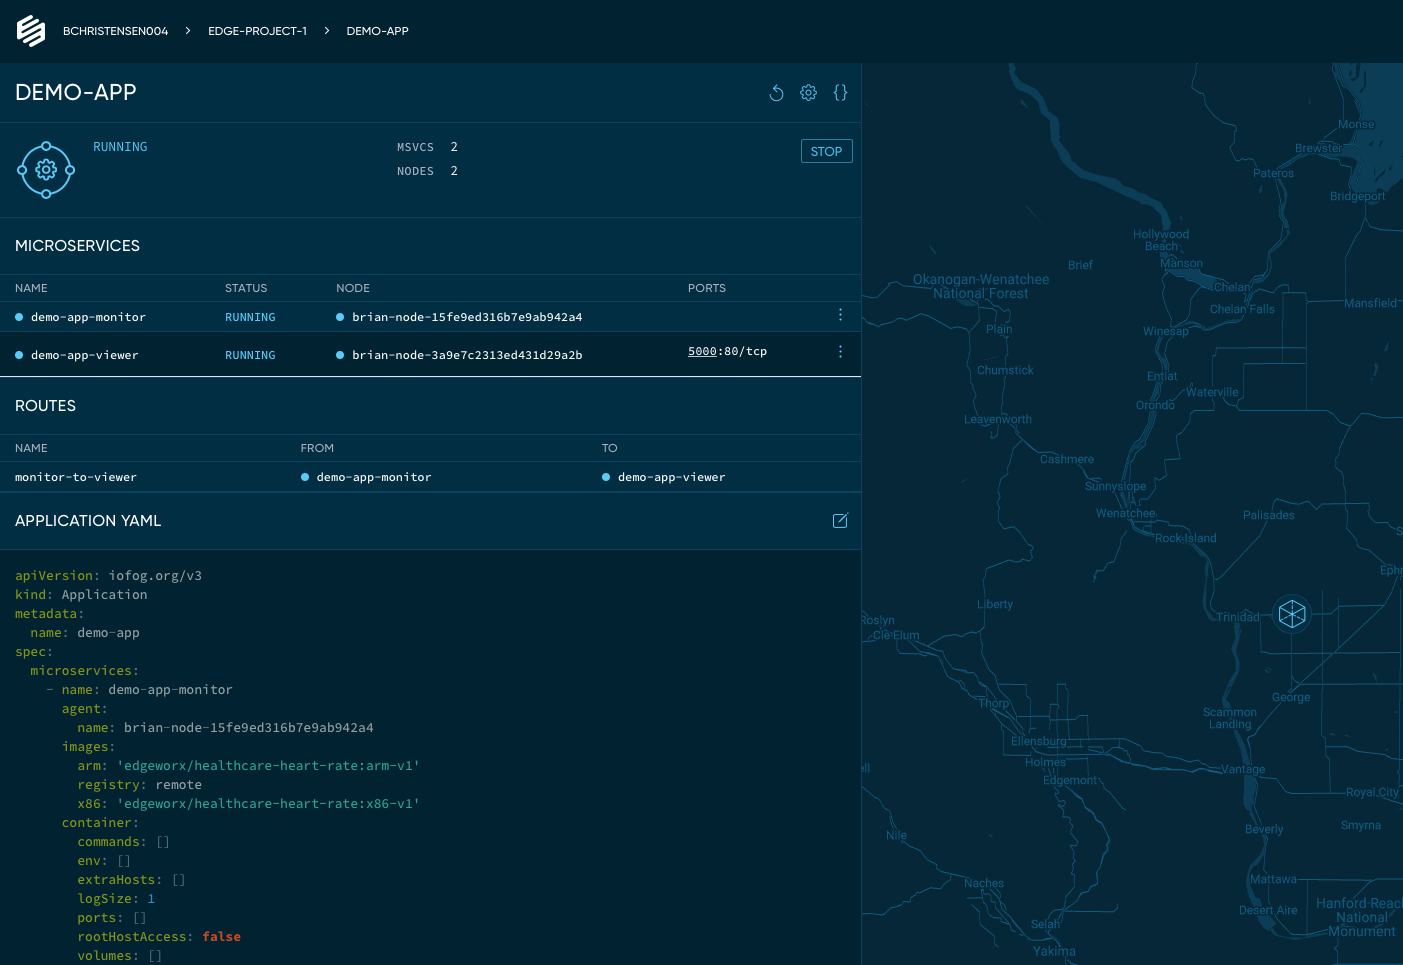 BCHRISTENSEN004 > EDGE-PROJECT-1 > DEMO-APP
DEMO-APP
{}
RUNNING
MSVCS 2
NODES 2
STOP
MICROSERVICES
NAME STATUS NODE PORTS
demo-app-monitor RUNNING brian-node-15fe9ed316b7e9ab942a4
demo-app-viewer RUNNING brian-node-3a9e7c2313ed431d29a2b 5000:80/tcp
ROUTES
NAME FROM TO
monitor-to-viewer demo-app-monitor demo-app-viewer
APPLICATION YAML
apiVersion: iofog.org/v3
kind: Application
metadata:
name: demo-app
spec:
microservices:
- name: demo-app-monitor
agent:
name: brian-node-15fe9ed316b7e9ab942a4
images:
arm: 'edgeworx/healthcare-heart-rate:arm-v1'
registry: remote
x86: 'edgeworx/healthcare-heart-rate:x86-v1'
container:
commands: []
env: []
extraHosts: []
logSize: 1
ports: []
rootHostAccess: false
volumes: []
Monse
Brewster
Pateros
Bridgeport
Hollywood
Beach
Manson
Brief
Okanogan-Wenatchee
National Forest
Chelan
Chelan Falls
Mansfield
Plain
Winesap
Chumstick
Entiat
Waterville
Orondo
Leavenworth
Cashmere
Sunnyslope
Wenatchee
Palisades
Rock Island
S
Ephr
Liberty
Trinidad
Roslyn
Cle Elum
George
Thorp
Scammon
Landing
Ellensburg
Holmes
Edgemont
ell
Vantage
Royal City
Nile
Beverly
Smyrna
Naches
Mattawa
Desert Aire
Hanford-Reach
National
Monument
Selah
Yakima